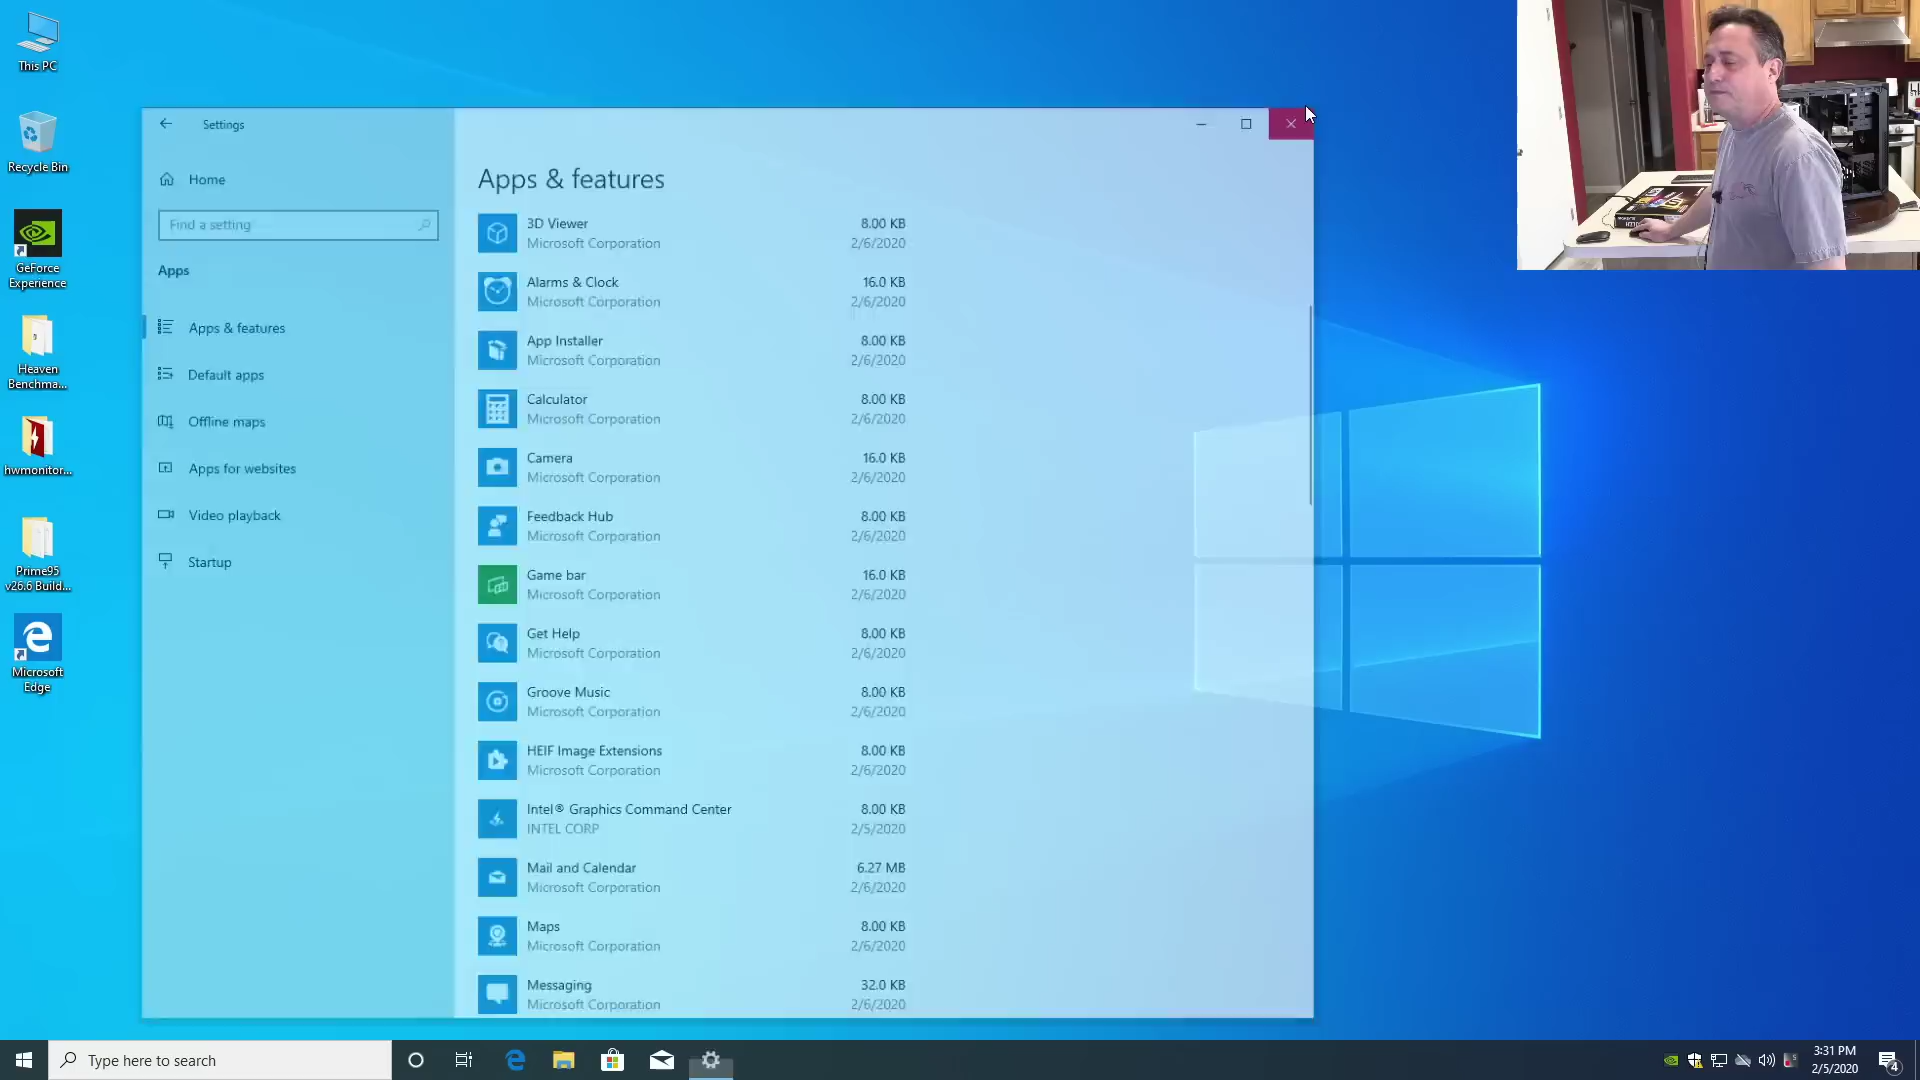 This PC
Recycle Bin
GeForce
Experience
Heaven
Benchma...
hwmonitor...
Prime95
v26.6 Build...
Microsoft
Edge
Settings
Home
Find a setting
Apps
Apps & features
Default apps
Offline maps
Apps for websites
Video playback
Startup
Apps & features
3D Viewer 8.00 KB
Microsoft Corporation 2/6/2020
Alarms & Clock 16.0 KB
Microsoft Corporation 2/6/2020
App Installer 8.00 KB
Microsoft Corporation 2/6/2020
Calculator 8.00 KB
Microsoft Corporation 2/6/2020
Camera 16.0 KB
Microsoft Corporation 2/6/2020
Feedback Hub 8.00 KB
Microsoft Corporation 2/6/2020
Game bar 16.0 KB
Microsoft Corporation 2/6/2020
Get Help 8.00 KB
Microsoft Corporation 2/6/2020
Groove Music 8.00 KB
Microsoft Corporation 2/6/2020
HEIF Image Extensions 8.00 KB
Microsoft Corporation 2/6/2020
Intel® Graphics Command Center 8.00 KB
INTEL CORP 2/5/2020
Mail and Calendar 6.27 MB
Microsoft Corporation 2/6/2020
Maps 8.00 KB
Microsoft Corporation 2/6/2020
Messaging 32.0 KB
Microsoft Corporation 2/6/2020
Type here to search
3:31 PM
2/5/2020
4